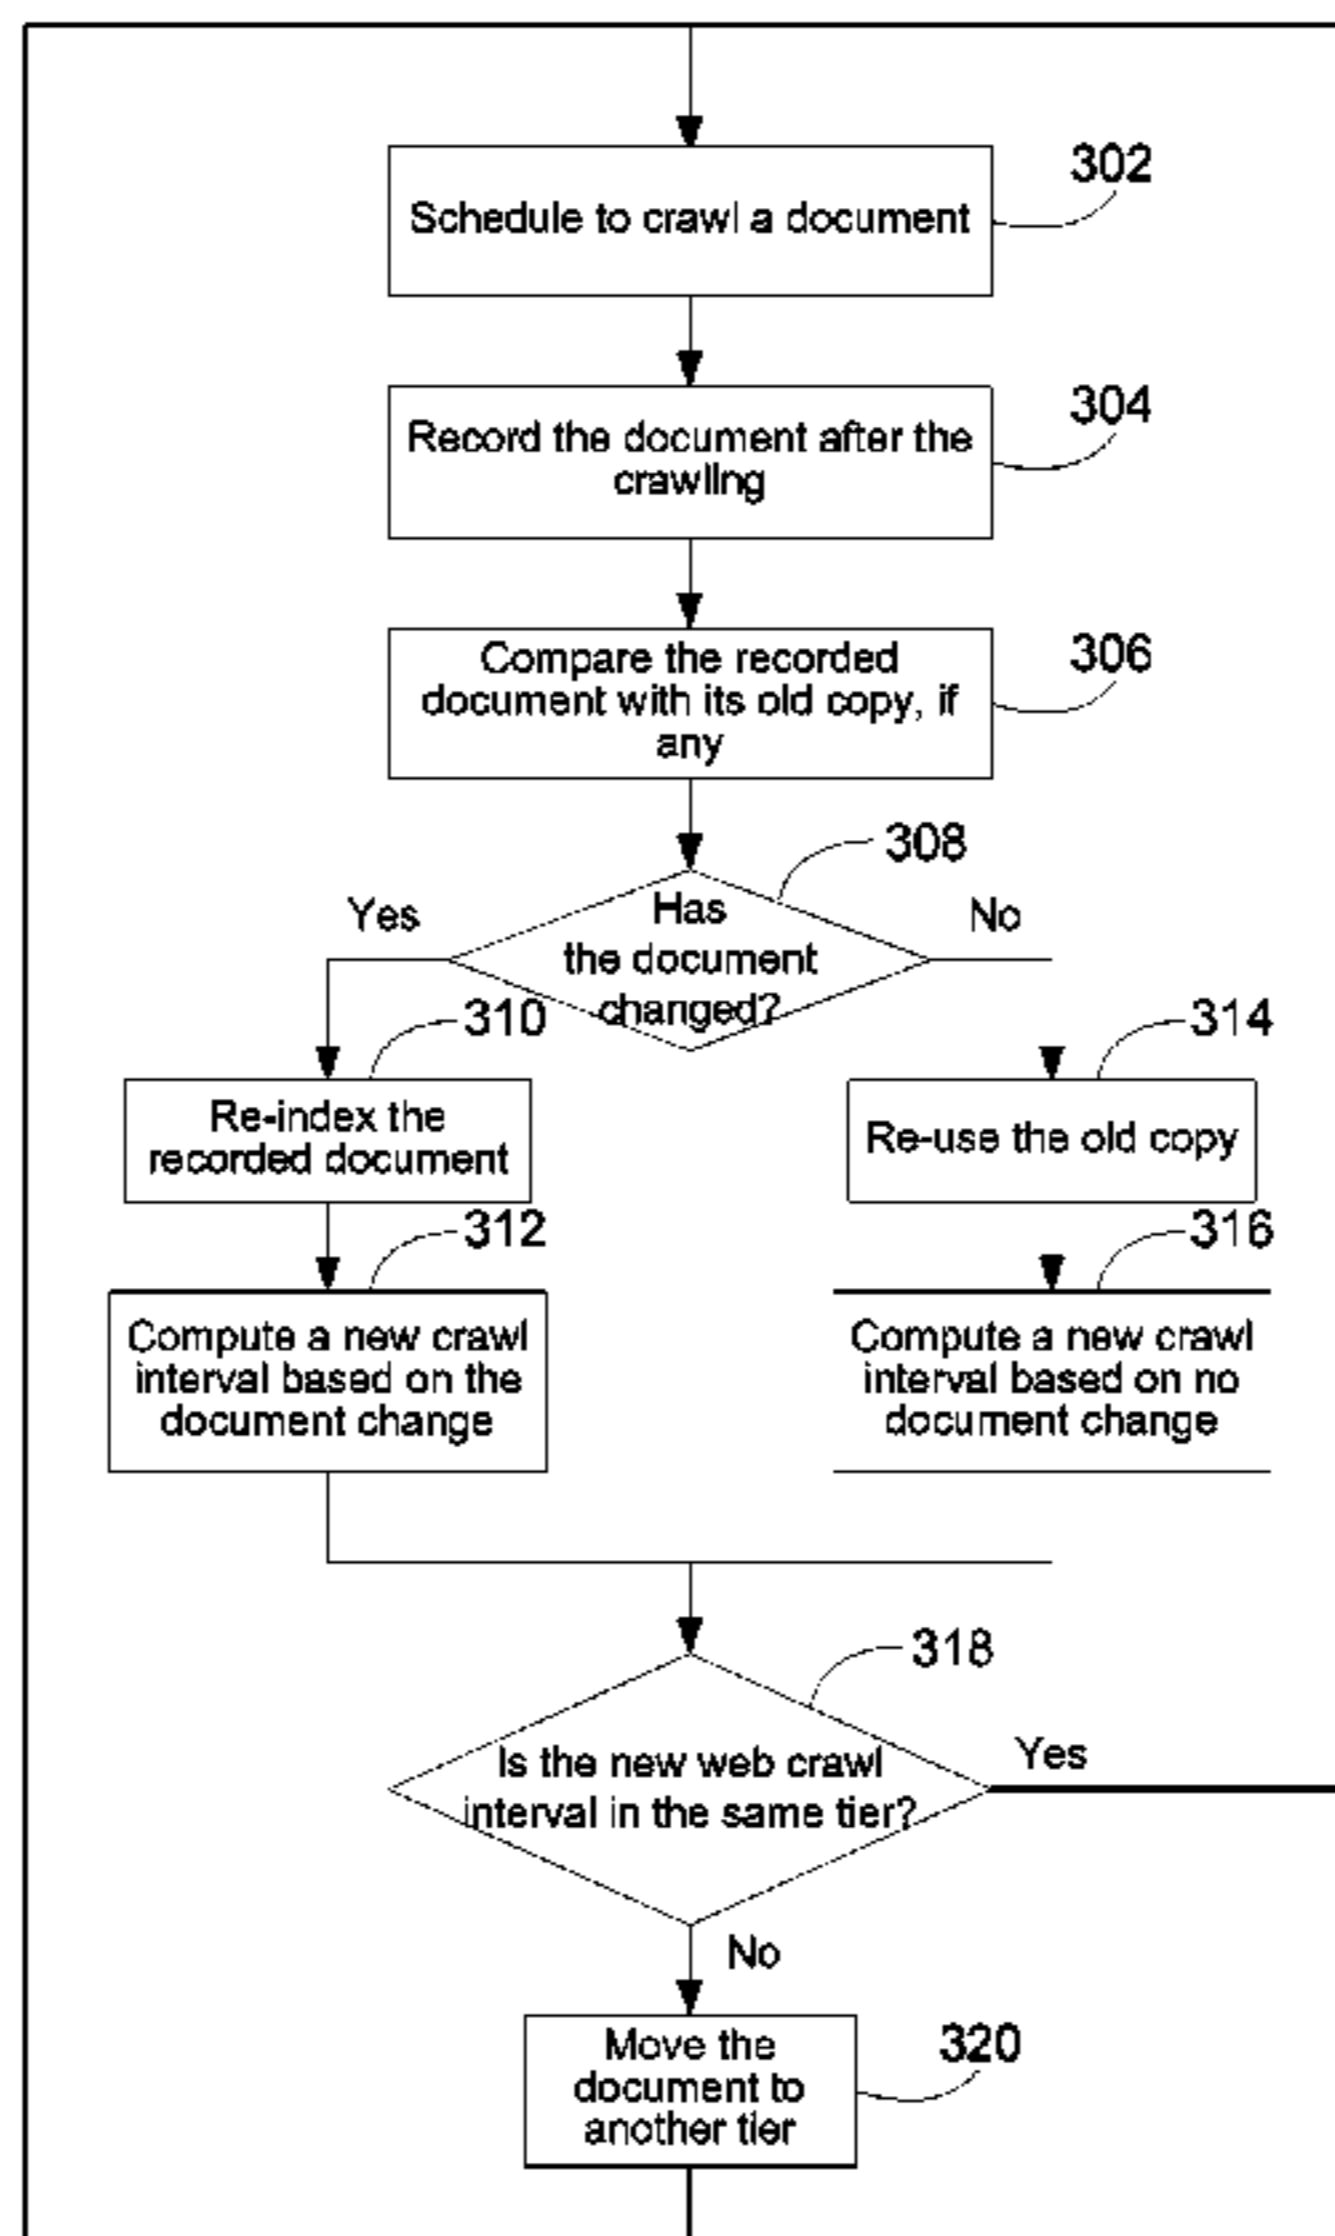 302
Schedule to crawl a document
304
Record the document after the
crawling
306
Compare the recorded
document with its old copy, if
any
308
Yes
Has
No
the document
changed?
310
314
Re-index the
recorded document
Re-use the old copy
312
316
Compute a new crawl
interval based on the
document change
Compute a new crawl
interval based on no
document change
318
Is the new web crawl
interval in the same tier?
Yes
No
Move the
document to
another tier
320